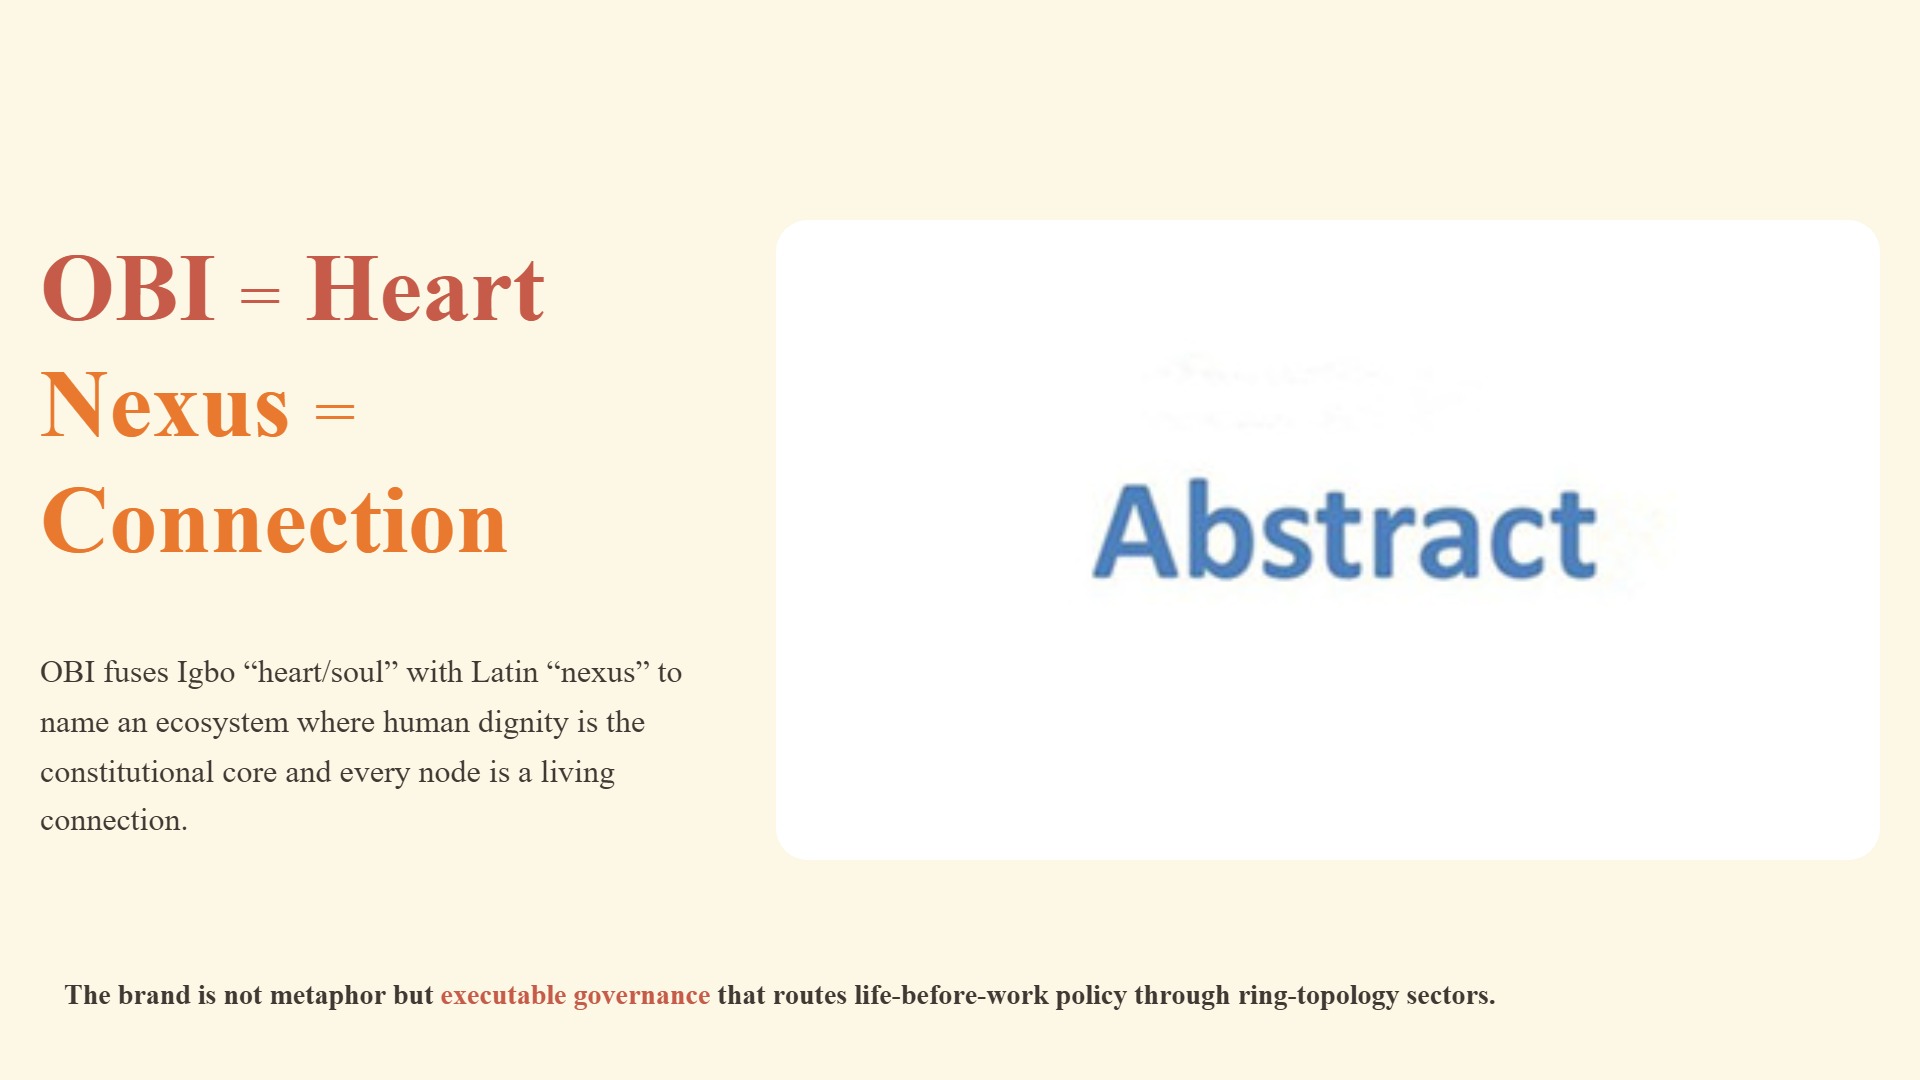 OBI = Heart
Nexus =
Connection
OBI fuses Igbo “heart/soul” with Latin “nexus” to
name an ecosystem where human dignity is the
constitutional core and every node is a living
connection.
Abstract
The brand is not metaphor but executable governance that routes life-before-work policy through ring-topology sectors.